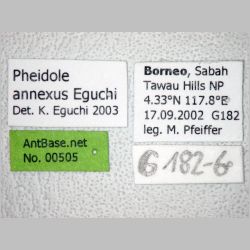 Pheidole
annexus Eguchi
Det. K. Eguchi 2003
AntBase.net
No. 00505
Borneo, Sabah
Tawau Hills NP
4.33°N 117.8°E
17.09.2002 G182
leg. M. Pfeiffer
G 182-6